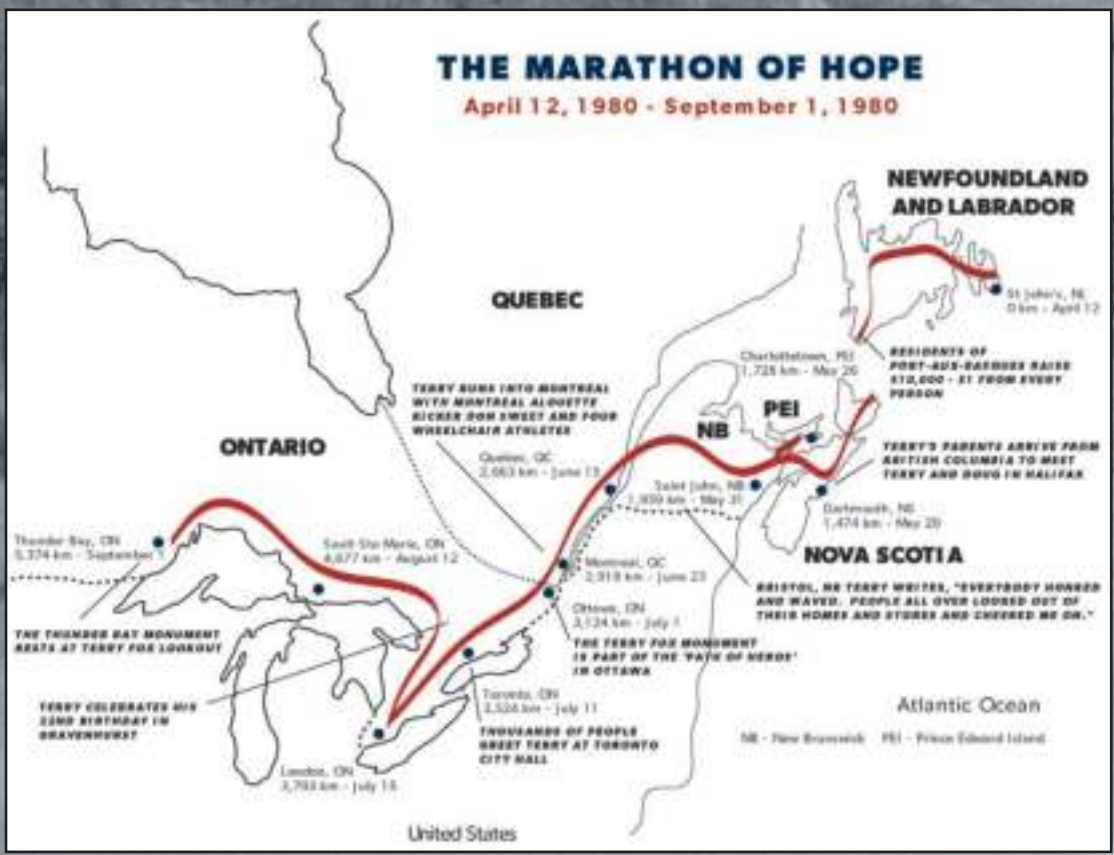 THE MARATHON OF HOPE
April 12, 1980 - September 1, 1980
NEWFOUNDLAND
AND LABRADOR
St John's, NL
0 km - April 12
QUEBEC
RESIDENTS OF
PORT-AUX-BASQUES RAISE
$10,000 - $1 FROM EVERY
PERSON
Charlottetown, PEI
1,728 km - May 26
TERRY RUNS INTO MONTREAL
WITH MONTREAL ALOUETTE
KICKER DON SWEET AND FOUR
WHEELCHAIR ATHLETES
PEI
NB
ONTARIO
TERRY'S PARENTS ARRIVE FROM
BRITISH COLUMBIA TO MEET
TERRY AND DOUG IN HALIFAX
Quebec, QC
2,663 km - June 15
Saint John, NB
1,959 km - May 31
Dartmouth, NS
1,474 km - May 20
Thunder Bay, ON
5,374 km - September 1
Sault Ste Marie, ON
4,677 km - August 12
NOVA SCOTIA
Montreal, QC
2,919 km - June 23
BRISTOL, NB TERRY WRITES, "EVERYBODY HONKED
AND WAVED. PEOPLE ALL OVER LOOKED OUT OF
THEIR HOMES AND STORES AND CHEERED ME ON."
Ottawa, ON
3,124 km - July 1
THE THUNDER BAY MONUMENT
RESTS AT TERRY FOX LOOKOUT
THE TERRY FOX MONUMENT
IS PART OF THE 'PATH OF HEROS'
IN OTTAWA
Toronto, ON
3,524 km - July 11
TERRY CELEBRATES HIS
22ND BIRTHDAY IN
GRAVENHURST
THOUSANDS OF PEOPLE
GREET TERRY AT TORONTO
CITY HALL
Atlantic Ocean
NB - New Brunswick PEI - Prince Edward Island
London, ON
km - July
United States